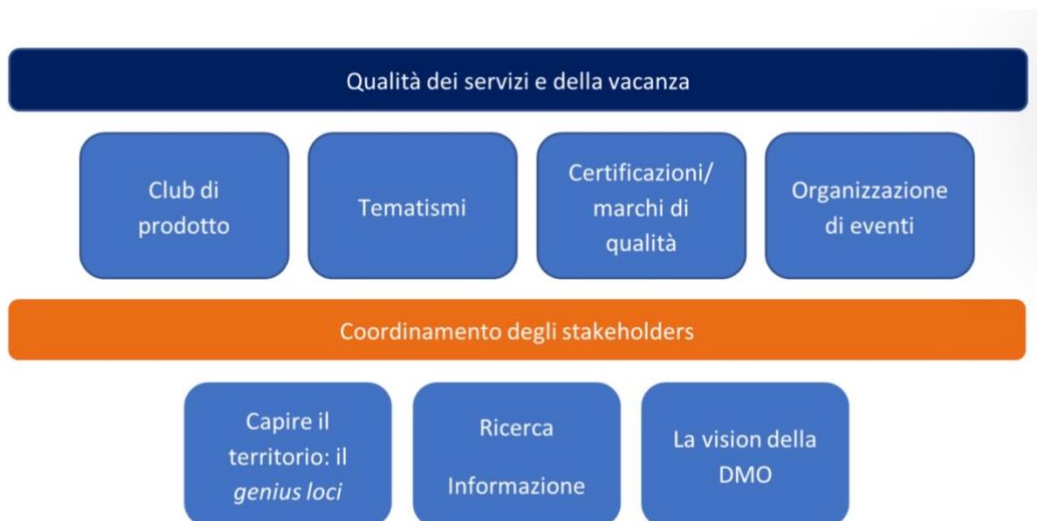 Qualità dei servizi e della vacanza
Club di
prodotto
Tematismi
Certificazioni/
marchi di
qualità
Organizzazione
di eventi
Coordinamento degli stakeholders
Capire il
territorio: il
genius loci
Ricerca
Informazione
La vision della
DMO